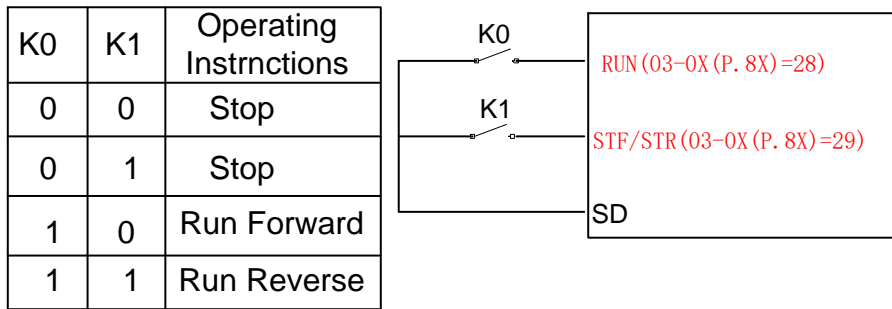 K0 K1 Operating
Instrnctions
0 0 Stop
0 1 Stop
1 0 Run Forward
1 1 Run Reverse
K0
RUN(03-0X(P.8X)=28)
K1
STF/STR(03-0X(P.8X)=29)
SD